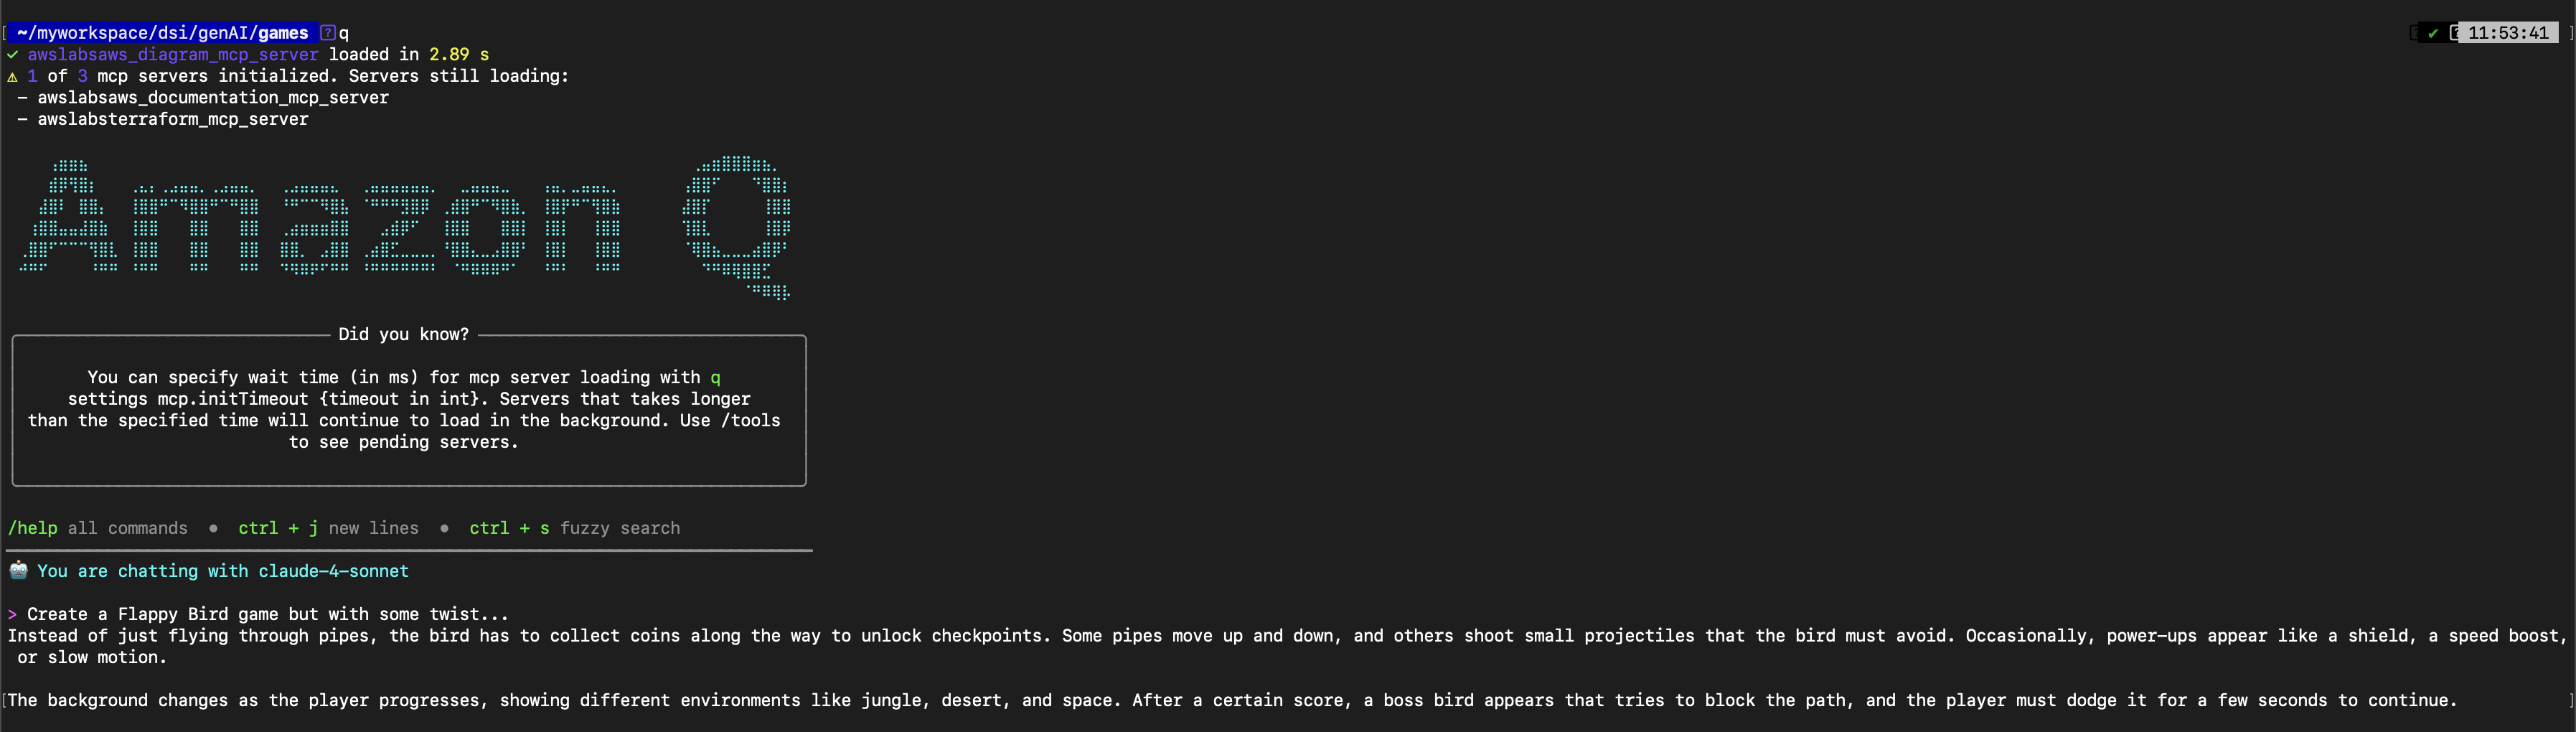 ~/myworkspace/dsi/genAI/games q ✔ 11:53:41
✓ awslabsaws_diagram_mcp_server loaded in 2.89 s
⚠ 1 of 3 mcp servers initialized. Servers still loading:
– awslabsaws_documentation_mcp_server
– awslabsterraform_mcp_server
Amazon Q
Did you know?
You can specify wait time (in ms) for mcp server loading with q
settings mcp.initTimeout {timeout in int}. Servers that takes longer
than the specified time will continue to load in the background. Use /tools
to see pending servers.
/help all commands • ctrl + j new lines • ctrl + s fuzzy search
🤖 You are chatting with claude-4-sonnet
> Create a Flappy Bird game but with some twist...
Instead of just flying through pipes, the bird has to collect coins along the way to unlock checkpoints. Some pipes move up and down, and others shoot small projectiles that the bird must avoid. Occasionally, power-ups appear like a shield, a speed boost,
or slow motion.
The background changes as the player progresses, showing different environments like jungle, desert, and space. After a certain score, a boss bird appears that tries to block the path, and the player must dodge it for a few seconds to continue.